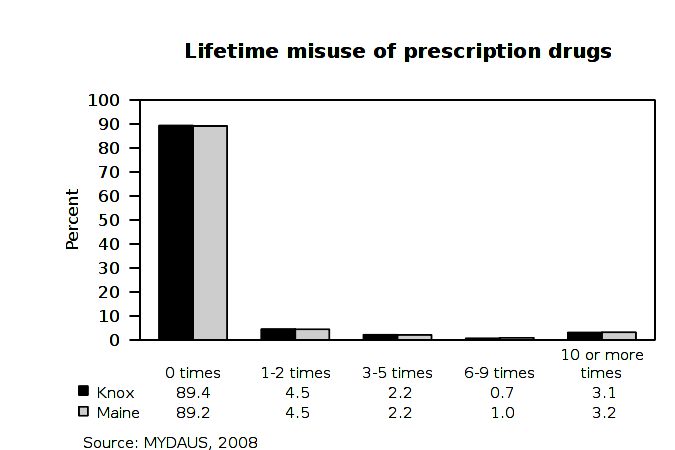 Lifetime misuse of prescription drugs
Percent
100
90
80
70
60
50
40
30
20
10
0
0 times 1-2 times 3-5 times 6-9 times 10 or more times
Knox 89.4 4.5 2.2 0.7 3.1
Maine 89.2 4.5 2.2 1.0 3.2
Source: MYDAUS, 2008